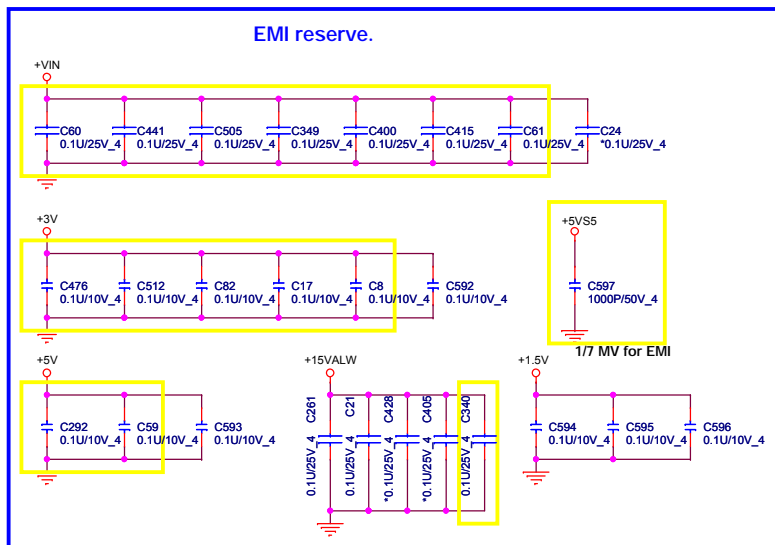 EMI reserve.
+VIN
C60 C441 C505 C349 C400 C415 C61 C24
0.1U/25V_4 0.1U/25V_4 0.1U/25V_4 0.1U/25V_4 0.1U/25V_4 0.1U/25V_4 0.1U/25V_4 *0.1U/25V_4
+3V
C476 C512 C82 C17 C8 C592
0.1U/10V_4 0.1U/10V_4 0.1U/10V_4 0.1U/10V_4 0.1U/10V_4 0.1U/10V_4
+5VS5
C597
1000P/50V_4
1/7 MV for EMI
+5V
C292 C59 C593
0.1U/10V_4 0.1U/10V_4 0.1U/10V_4
+15VALW
C261 C21 C428 C405 C340
0.1U/25V_4 0.1U/25V_4 *0.1U/25V_4 *0.1U/25V_4 0.1U/25V_4
+1.5V
C594 C595 C596
0.1U/10V_4 0.1U/10V_4 0.1U/10V_4